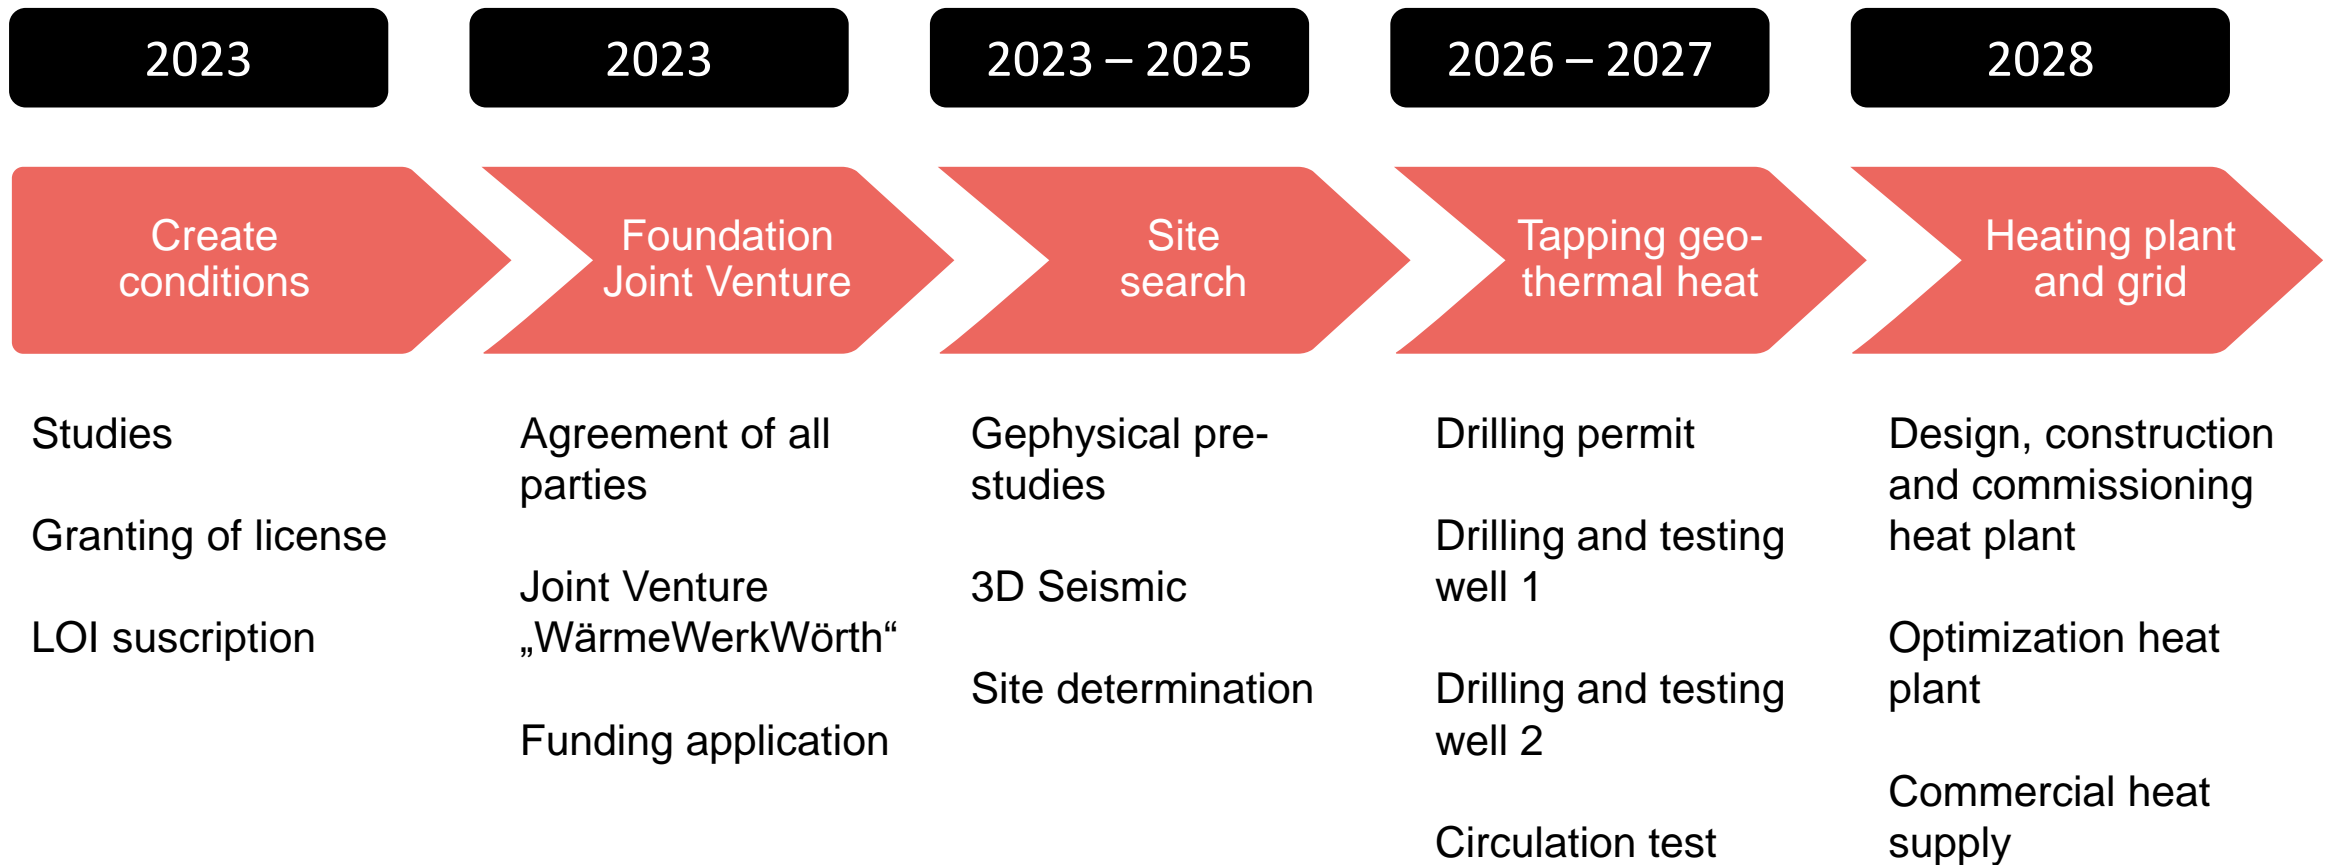 2023
2023
2023 – 2025
2026 – 2027
2028
Create
conditions
Foundation
Joint Venture
Site
search
Tapping geo-
thermal heat
Heating plant
and grid
Studies
Granting of license
LOI suscription
Agreement of all
parties
Joint Venture
„WärmeWerkWörth“
Funding application
Gephysical pre-
studies
3D Seismic
Site determination
Drilling permit
Drilling and testing
well 1
Drilling and testing
well 2
Circulation test
Design, construction
and commissioning
heat plant
Optimization heat
plant
Commercial heat
supply